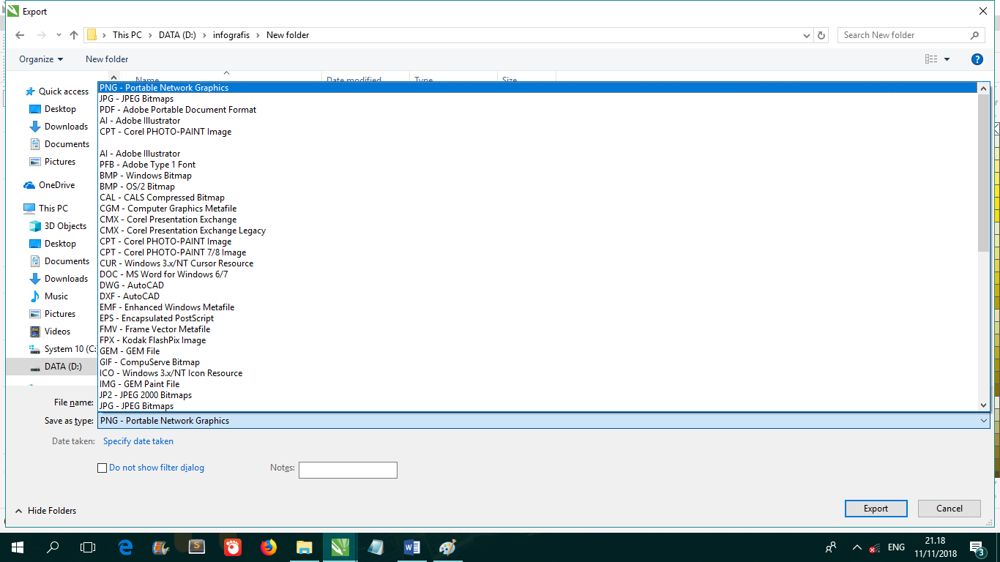 Export
This PC > DATA (D:) > infografis > New folder
Search New folder
Organize
New folder
Name Date modified Type Size
Quick access
Desktop
Downloads
Documents
Pictures
OneDrive
This PC
3D Objects
Desktop
Documents
Downloads
Music
Pictures
Videos
System 10 (C:
DATA (D:)
PNG - Portable Network Graphics
JPG - JPEG Bitmaps
PDF - Adobe Portable Document Format
AI - Adobe Illustrator
CPT - Corel PHOTO-PAINT Image
AI - Adobe Illustrator
PFB - Adobe Type 1 Font
BMP - Windows Bitmap
BMP - OS/2 Bitmap
CAL - CALS Compressed Bitmap
CGM - Computer Graphics Metafile
CMX - Corel Presentation Exchange
CMX - Corel Presentation Exchange Legacy
CPT - Corel PHOTO-PAINT Image
CPT - Corel PHOTO-PAINT 7/8 Image
CUR - Windows 3.x/NT Cursor Resource
DOC - MS Word for Windows 6/7
DWG - AutoCAD
DXF - AutoCAD
EMF - Enhanced Windows Metafile
EPS - Encapsulated PostScript
FMV - Frame Vector Metafile
FPX - Kodak FlashPix Image
GEM - GEM File
GIF - CompuServe Bitmap
ICO - Windows 3.x/NT Icon Resource
IMG - GEM Paint File
JP2 - JPEG 2000 Bitmaps
JPG - JPEG Bitmaps
File name:
Save as type: PNG - Portable Network Graphics
Date taken: Specify date taken
Do not show filter dialog
Notes:
Hide Folders
Export
Cancel
ENG
21.18
11/11/2018
3